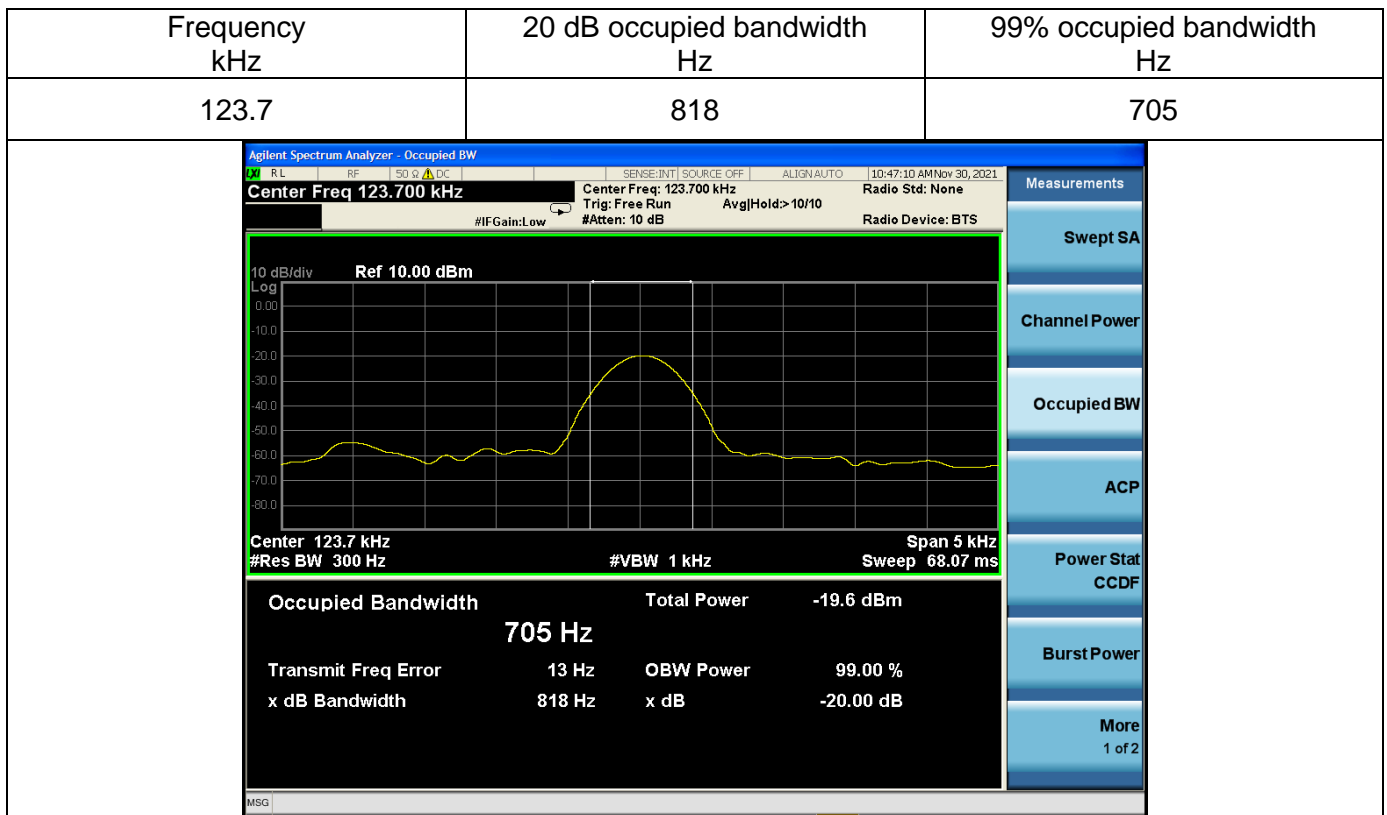 Frequency
kHz
20 dB occupied bandwidth
Hz
99% occupied bandwidth
Hz
123.7
818
705
Agilent Spectrum Analyzer - Occupied BW
LXI RL RF 50 Ω DC SENSE:INT SOURCE OFF ALIGN AUTO 10:47:10 AM Nov 30, 2021
Center Freq 123.700 kHz
Center Freq: 123.700 kHz
Radio Std: None
Trig: Free Run
Avg|Hold:> 10/10
#IFGain:Low
#Atten: 10 dB
Radio Device: BTS
10 dB/div
Ref 10.00 dBm
Log
0.00
-10.0
-20.0
-30.0
-40.0
-50.0
-60.0
-70.0
-80.0
Center 123.7 kHz
Span 5 kHz
#Res BW 300 Hz
#VBW 1 kHz
Sweep 68.07 ms
Occupied Bandwidth
Total Power
-19.6 dBm
705 Hz
Transmit Freq Error
13 Hz
OBW Power
99.00 %
x dB Bandwidth
818 Hz
x dB
-20.00 dB
MSG
Measurements
Swept SA
Channel Power
Occupied BW
ACP
Power Stat
CCDF
Burst Power
More
1 of 2